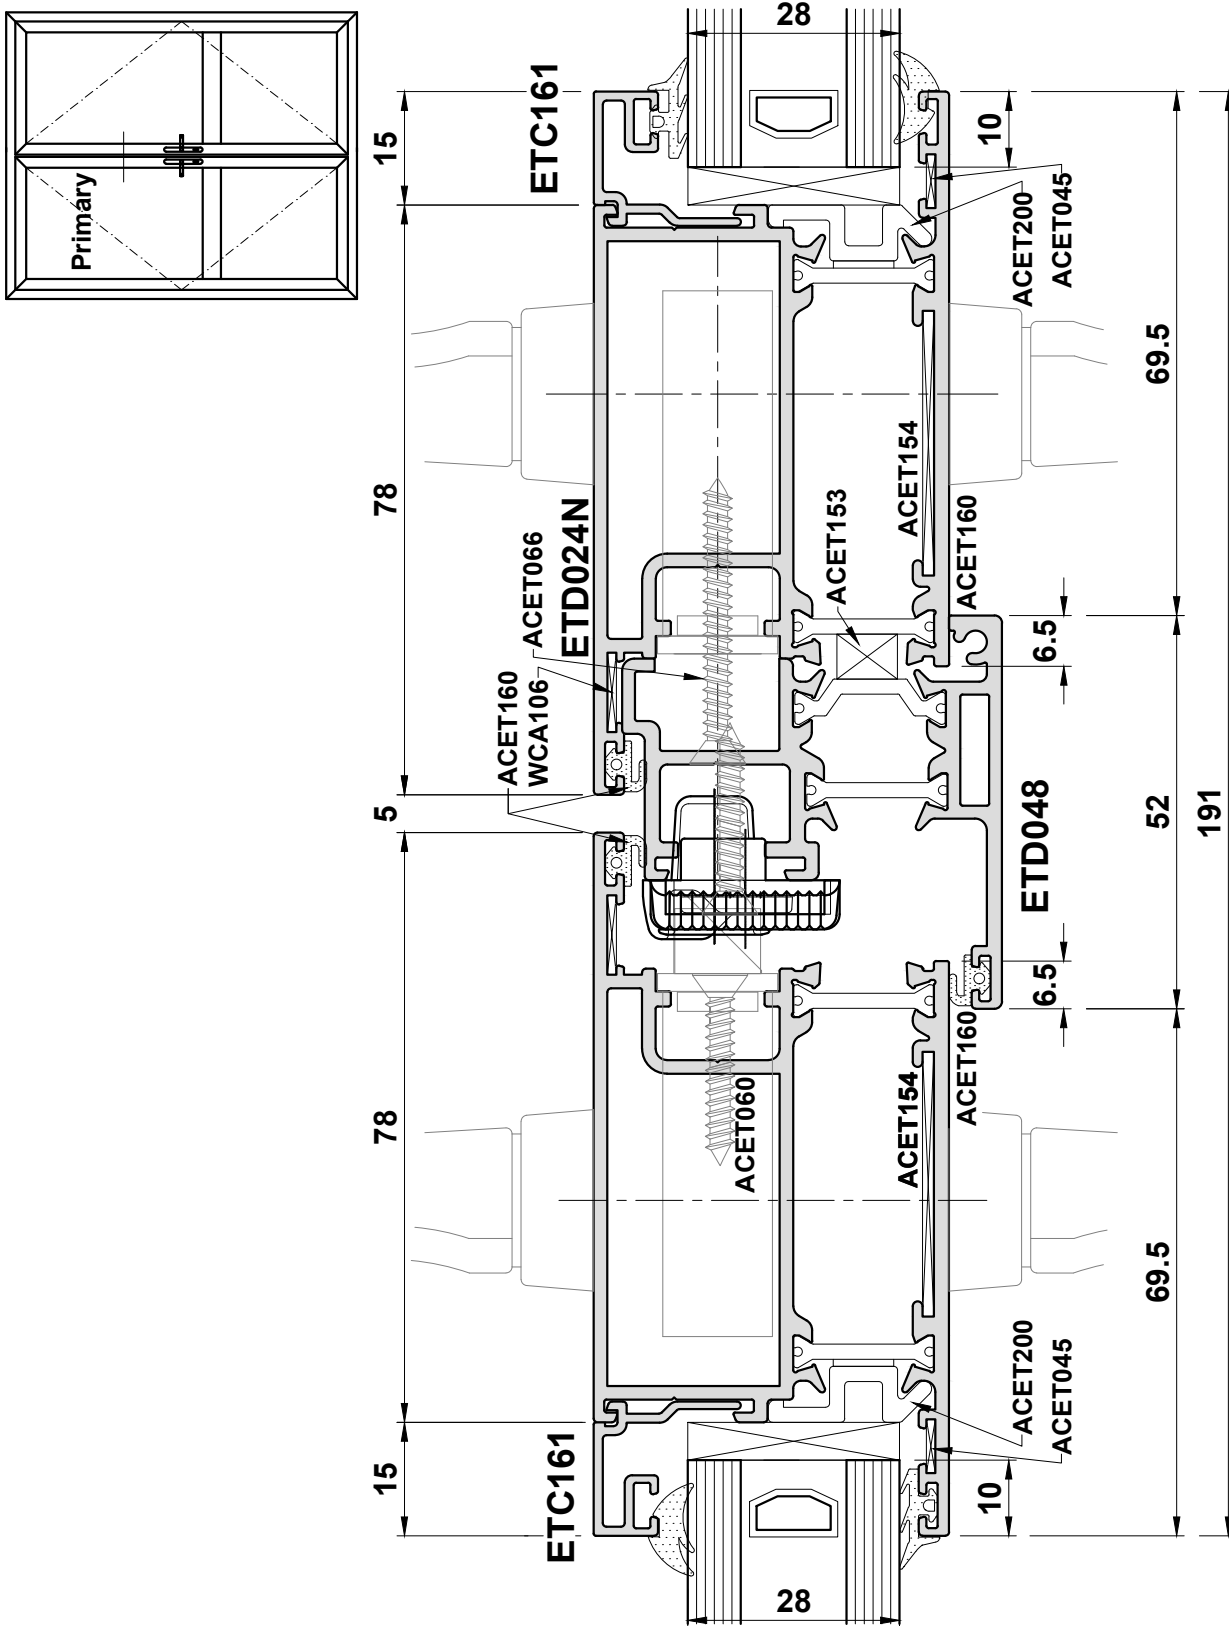 Primary
28
15
ETC161
10
ACET200
ACET045
78
69.5
ACET154
ACET153
ACET066
ETD024N
ACET160
WCA106
ACET160
6.5
5
52
191
ETD048
6.5
ACET160
78
ACET060
ACET154
69.5
15
ETC161
ACET200
ACET045
10
28